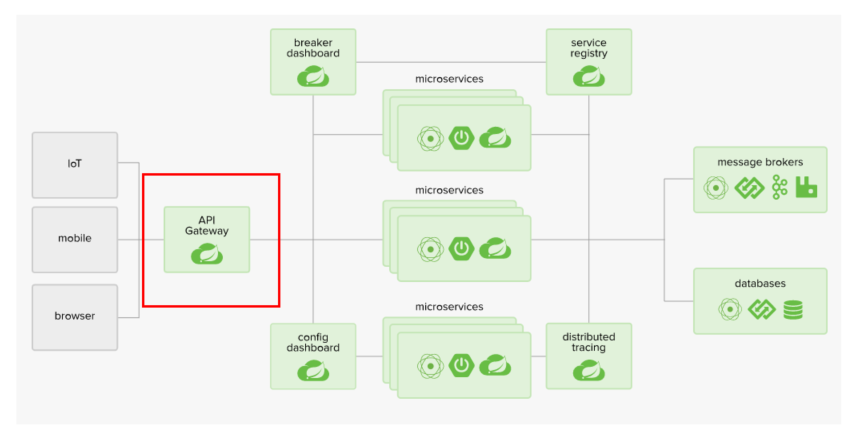 breaker
dashboard
service
registry
microservices
IoT
mobile
browser
API
Gateway
microservices
message brokers
databases
microservices
config
dashboard
distributed
tracing